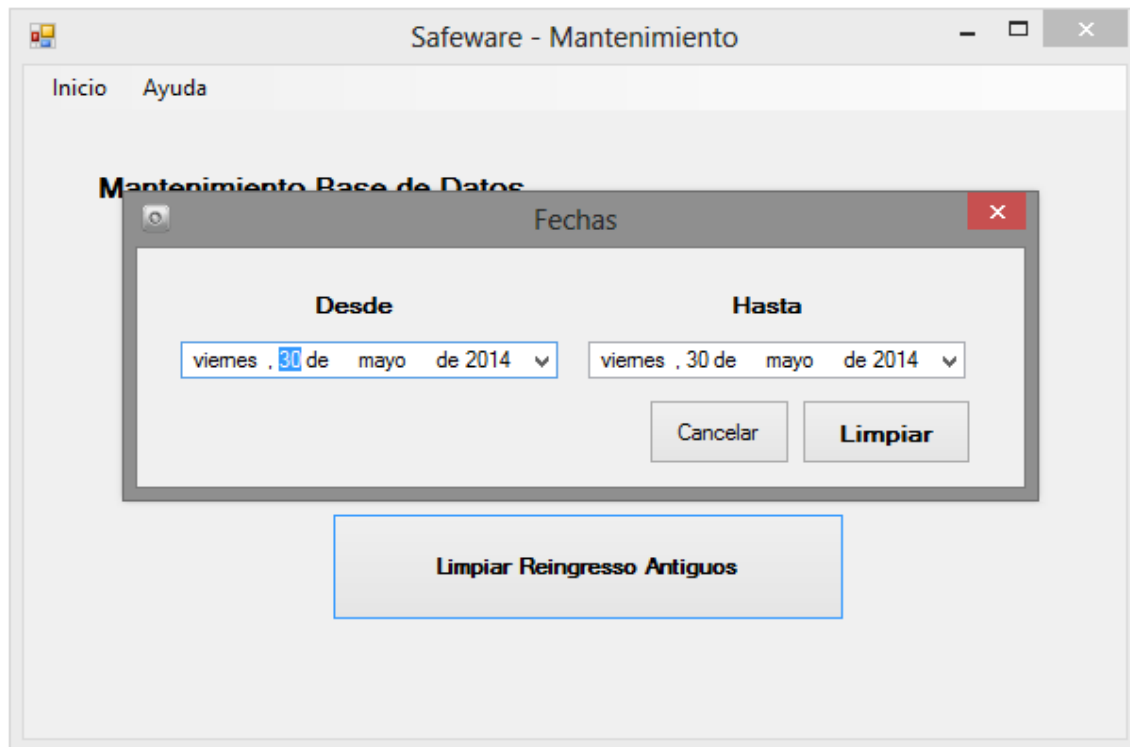 Safeware - Mantenimiento
Inicio Ayuda
Mantenimiento Base de Datos
Fechas
Desde Hasta
viernes , 30 de mayo de 2014 viernes , 30 de mayo de 2014
Cancelar Limpiar
Limpiar Reingresso Antiguos